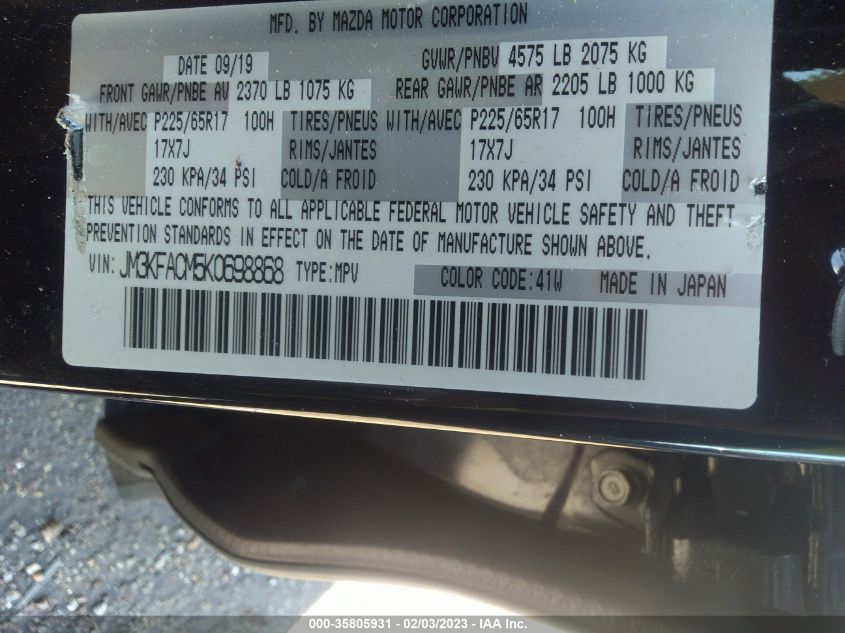 MFD. BY MAZDA MOTOR CORPORATION
DATE 09/19 GVWR/PNBV 4575 LB 2075 KG
FRONT GAWR/PNBE AV 2370 LB 1075 KG REAR GAWR/PNBE AR 2205 LB 1000 KG
WITH/AVEC P225/65R17 100H TIRES/PNEUS WITH/AVEC P225/65R17 100H TIRES/PNEUS
17X7J RIMS/JANTES 17X7J RIMS/JANTES
230 KPA/34 PSI COLD/A FROID 230 KPA/34 PSI COLD/A FROID
THIS VEHICLE CONFORMS TO ALL APPLICABLE FEDERAL MOTOR VEHICLE SAFETY AND THEFT
PREVENTION STANDARDS IN EFFECT ON THE DATE OF MANUFACTURE SHOWN ABOVE.
VIN: JM3KFACM5K0698868 TYPE:MPV COLOR CODE:41W MADE IN JAPAN
000-35805931 - 02/03/2023 - IAA Inc.